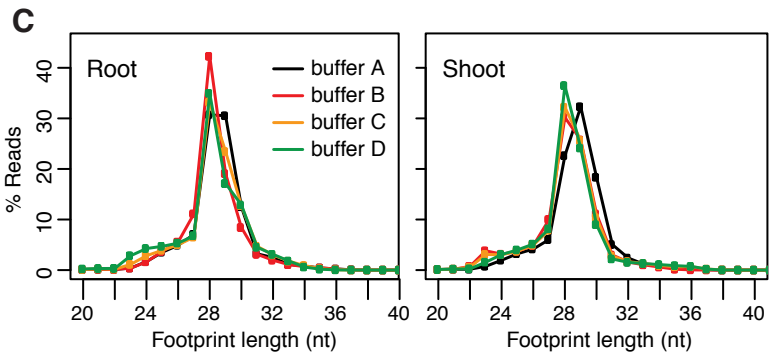 C
Root
buffer A
buffer B
buffer C
buffer D
Shoot
% Reads
0 10 20 30 40
20 24 28 32 36 40
20 24 28 32 36 40
Footprint length (nt)
Footprint length (nt)